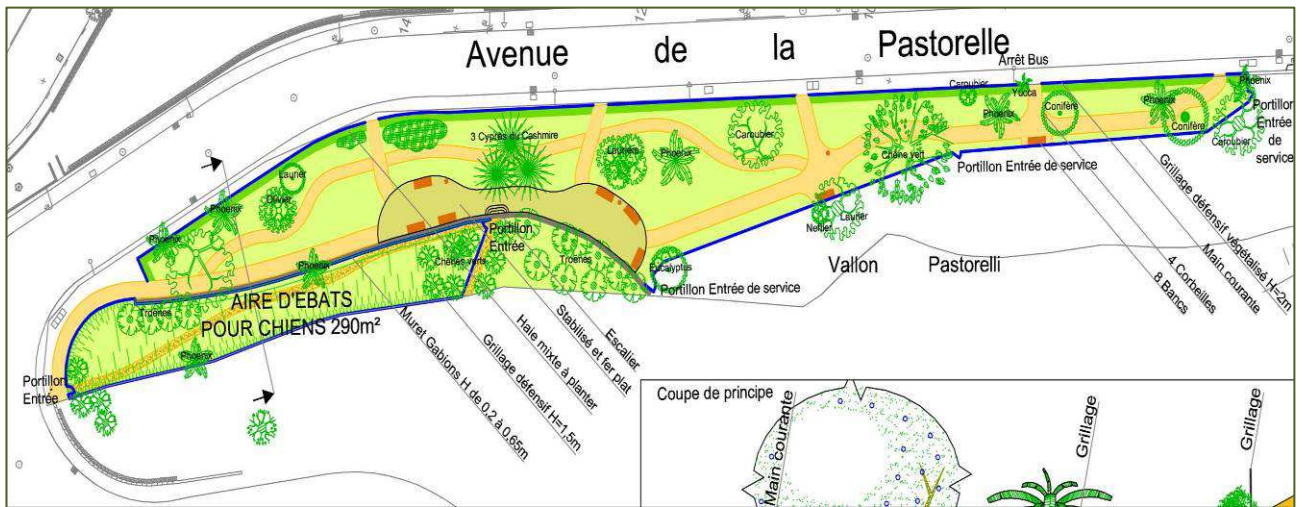 14
12
10
Avenue de la Pastorelle
Arrêt Bus
Caroubier
Yucca
Phoenix
Conifère
Phoenix
Conifère
Phoenix
Portillon
Entrée
de
service
Caroubier
3 Cyprès du Cashmire
Lauriers
Phoenix
Caroubier
Chêne vert
Portillon Entrée de service
Laurier
Olivier
Phoenix
Phoenix
Phoenix
Chênes verts
Portillon
Entrée
Troènes
Eucalyptus
Portillon Entrée de service
Néflier
Laurier
Vallon Pastorelli
Troènes
AIRE D'EBATS
POUR CHIENS 290m²
Phoenix
Portillon
Entrée
Muret Gabions H de 0,2 à 0,65m
Grillage défensif H=1,5m
Haie mixte à planter
Stabilisé et fer plat
Escalier
8 Bancs
4 Corbeilles
Main courante
Grillage défensif végétalisé H=2m
Coupe de principe
Main courante
Grillage
Grillage